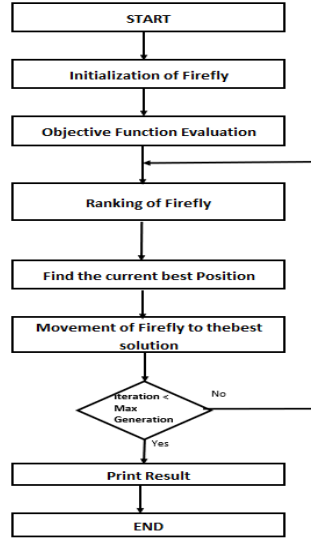 START
Initialization of Firefly
Objective Function Evaluation
Ranking of Firefly
Find the current best Position
Movement of Firefly to thebest
solution
Iteration <
Max
Generation
No
Yes
Print Result
END